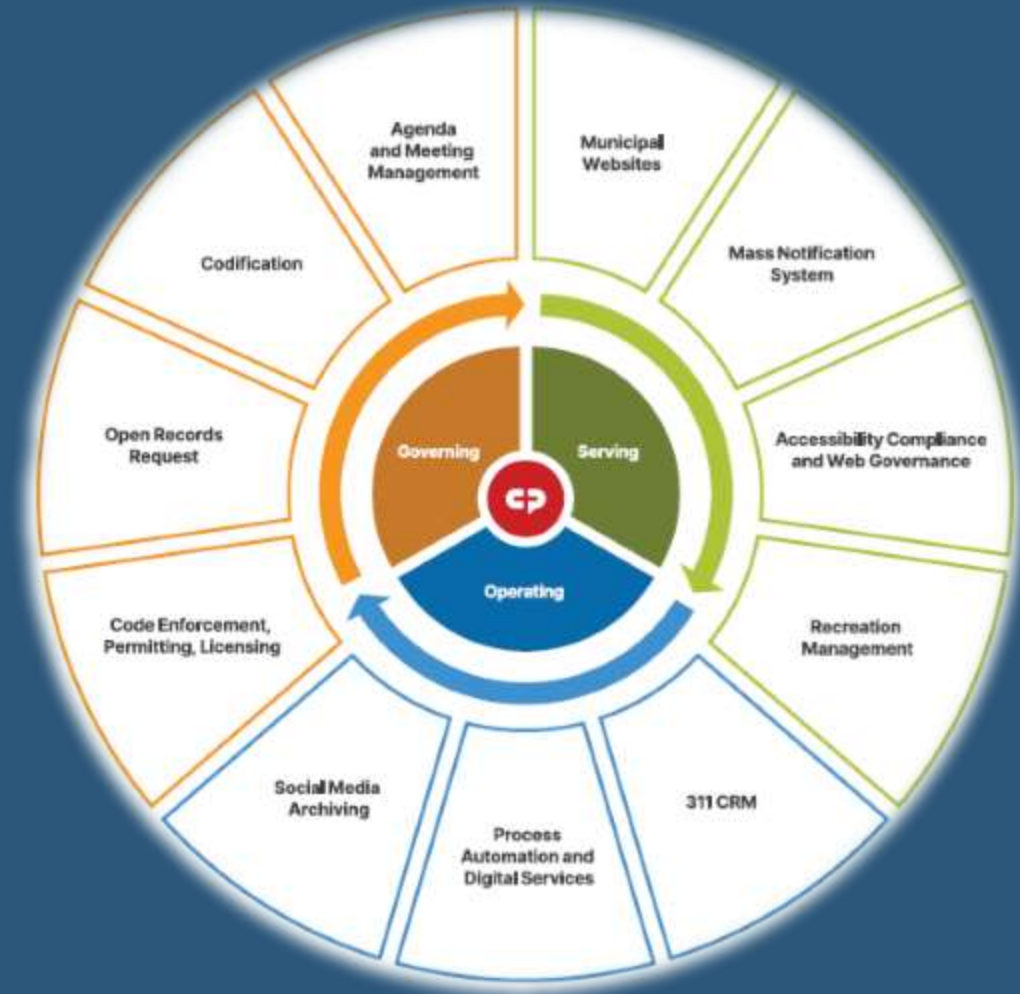 Agenda
and Meeting
Management
Municipal
Websites
Mass Notification
System
Accessibility Compliance
and Web Governance
Recreation
Management
311 CRM
Process
Automation and
Digital Services
Social Media
Archiving
Code Enforcement,
Permitting, Licensing
Open Records
Request
Codification
Governing
Serving
Operating
CP